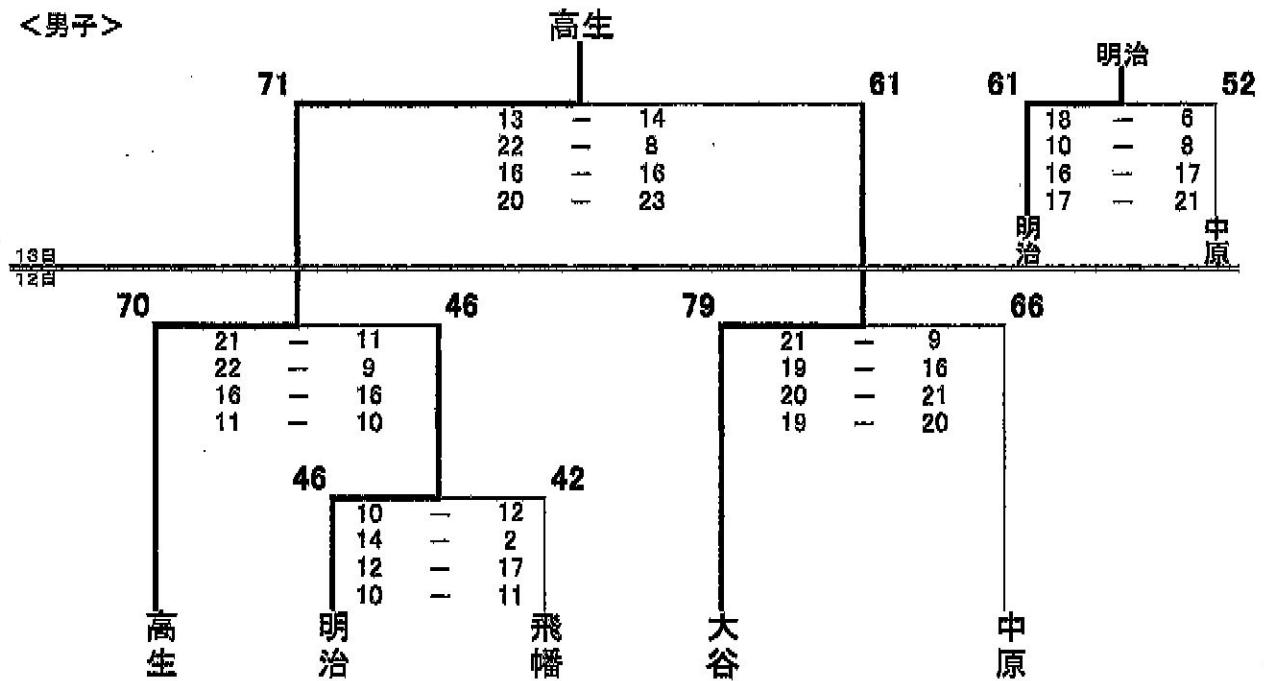 <男子>
高生
明治
71 61
61 52
13 － 14
22 － 8
16 － 16
20 － 23
18 － 6
10 － 8
16 － 17
17 － 21
明治
中原
13日
12日
70 46
79 66
21 － 11
22 － 9
16 － 16
11 － 10
21 － 9
19 － 16
20 － 21
19 － 20
46 42
10 － 12
14 － 2
12 － 17
10 － 11
高生
明治
飛幡
大谷
中原